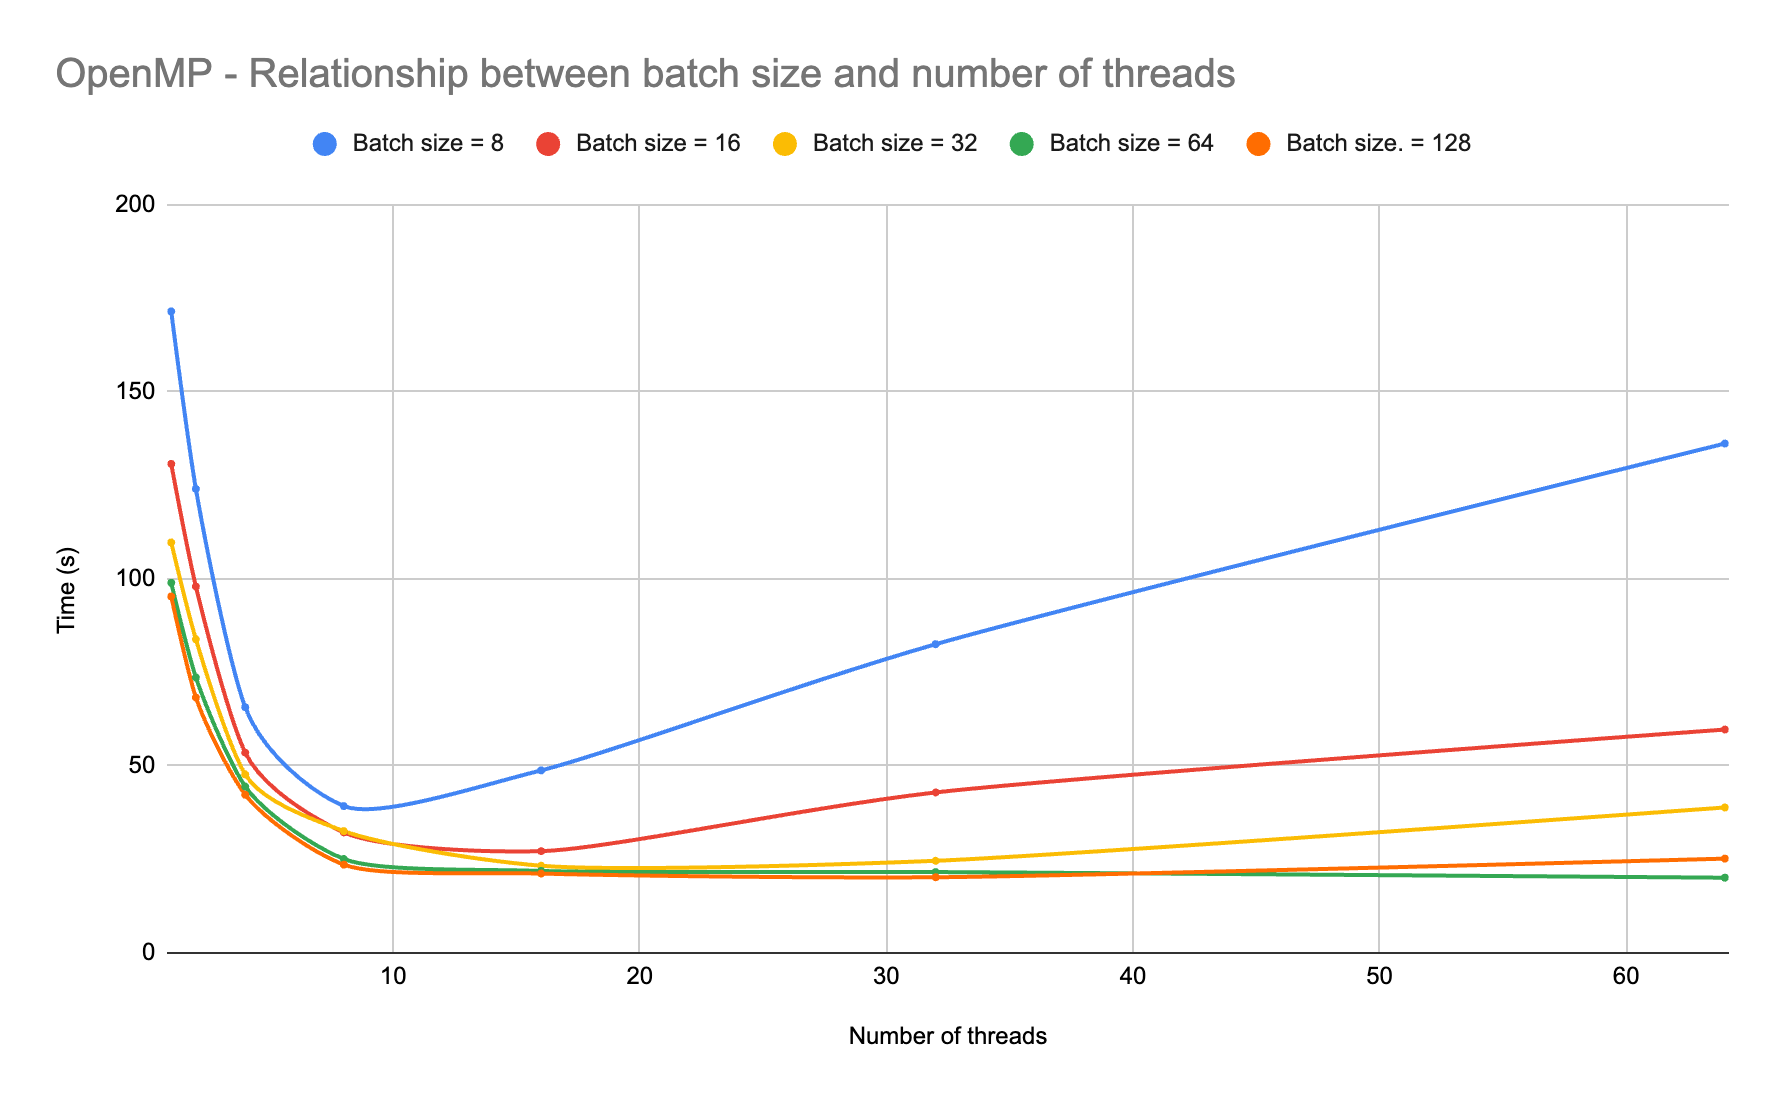 OpenMP - Relationship between batch size and number of threads
Batch size = 8 Batch size = 16 Batch size = 32 Batch size = 64 Batch size. = 128
200
150
100
50
0
Time (s)
10 20 30 40 50 60
Number of threads